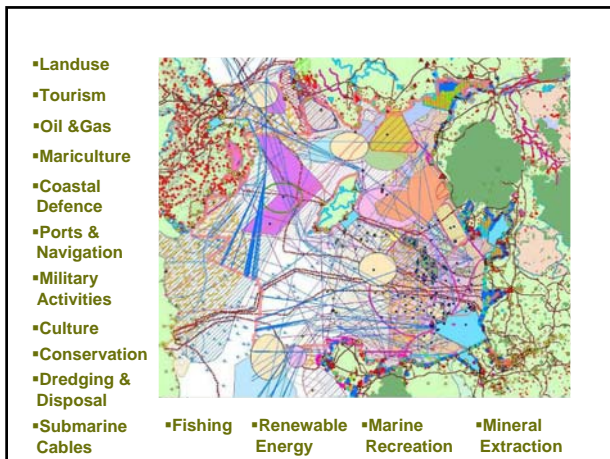 ▪Landuse
▪Tourism
▪Oil &Gas
▪Mariculture
▪Coastal
Defence
▪Ports &
Navigation
▪Military
Activities
▪Culture
▪Conservation
▪Dredging &
Disposal
▪Submarine
Cables
▪Fishing
▪Renewable
Energy
▪Marine
Recreation
▪Mineral
Extraction